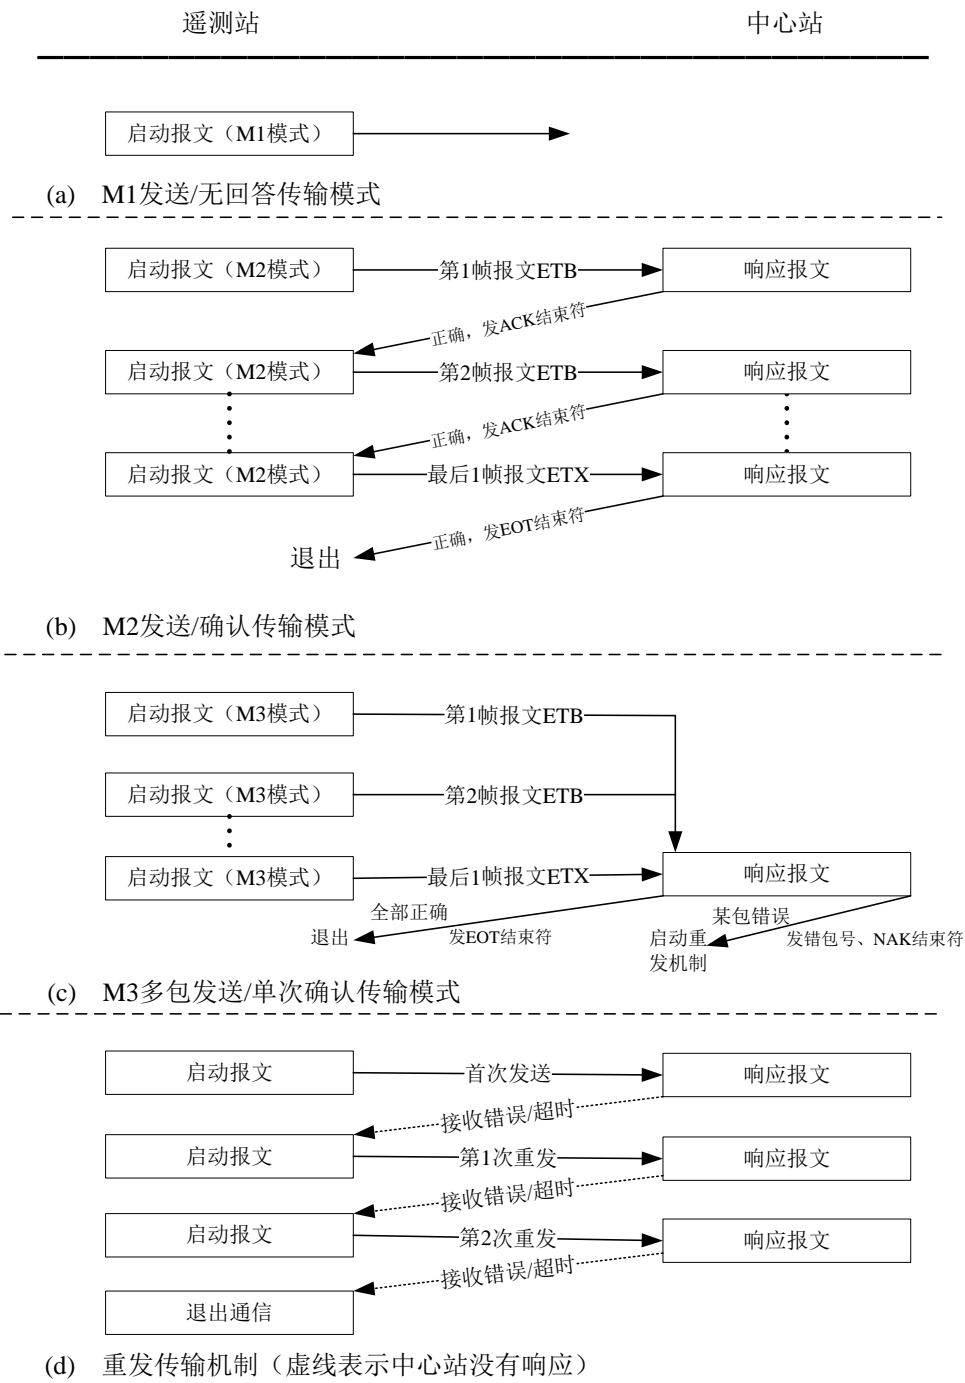 遥测站 中心站
启动报文（M1模式）
(a) M1发送/无回答传输模式
启动报文（M2模式） 第1帧报文ETB 响应报文
正确，发ACK结束符
启动报文（M2模式） 第2帧报文ETB 响应报文
正确，发ACK结束符
启动报文（M2模式） 最后1帧报文ETX 响应报文
正确，发EOT结束符
退出
(b) M2发送/确认传输模式
启动报文（M3模式） 第1帧报文ETB
启动报文（M3模式） 第2帧报文ETB
启动报文（M3模式） 最后1帧报文ETX 响应报文
全部正确 某包错误
退出 发EOT结束符 启动重 发错包号、NAK结束符
发机制
(c) M3多包发送/单次确认传输模式
启动报文 首次发送 响应报文
接收错误/超时
启动报文 第1次重发 响应报文
接收错误/超时
启动报文 第2次重发 响应报文
接收错误/超时
退出通信
(d) 重发传输机制（虚线表示中心站没有响应）